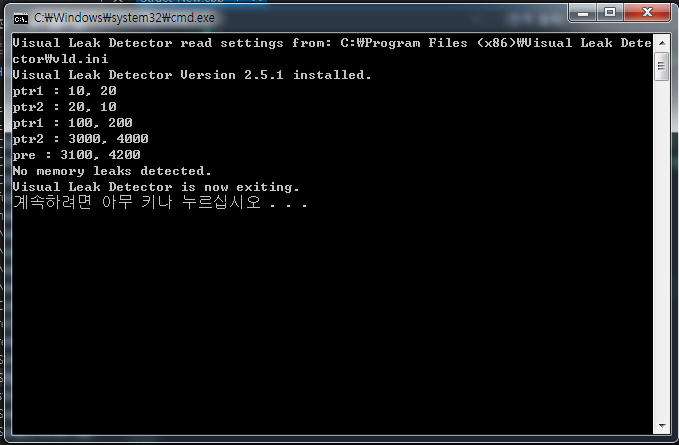 C:₩Windows₩system32₩cmd.exe
Visual Leak Detector read settings from: C:₩Program Files (x86)₩Visual Leak Dete
ctor₩vld.ini
Visual Leak Detector Version 2.5.1 installed.
ptr1 : 10, 20
ptr2 : 20, 10
ptr1 : 100, 200
ptr2 : 3000, 4000
pre : 3100, 4200
No memory leaks detected.
Visual Leak Detector is now exiting.
계속하려면 아무 키나 누르십시오 . . .